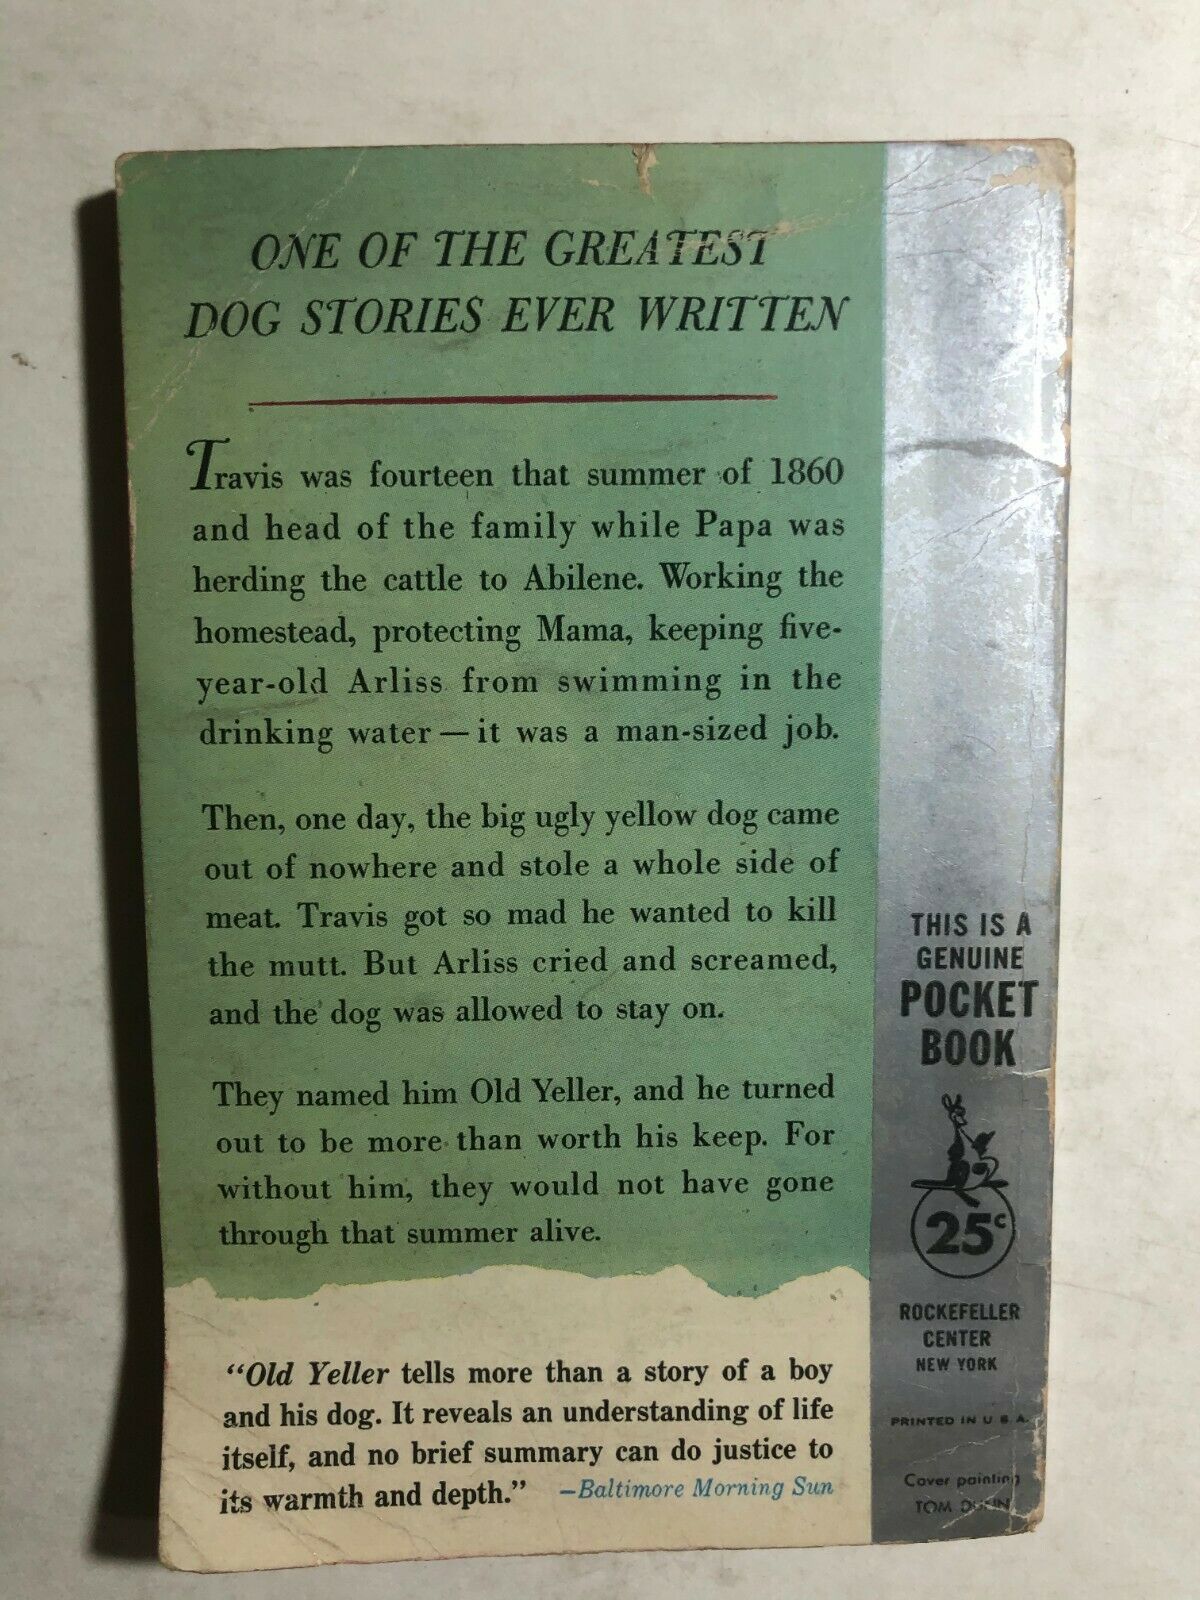 ONE OF THE GREATEST
DOG STORIES EVER WRITTEN
Travis was fourteen that summer of 1860
and head of the family while Papa was
herding the cattle to Abilene. Working the
homestead, protecting Mama, keeping five-
year-old Arliss from swimming in the
drinking water — it was a man-sized job.
Then, one day, the big ugly yellow dog came
out of nowhere and stole a whole side of
meat. Travis got so mad he wanted to kill
the mutt. But Arliss cried and screamed,
and the dog was allowed to stay on.
They named him Old Yeller, and he turned
out to be more than worth his keep. For
without him, they would not have gone
through that summer alive.
"Old Yeller tells more than a story of a boy
and his dog. It reveals an understanding of life
itself, and no brief summary can do justice to
its warmth and depth."
—Baltimore Morning Sun
THIS IS A
GENUINE
POCKET
BOOK
25c
ROCKEFELLER
CENTER
NEW YORK
PRINTED IN U.S.A.
Cover painting
TOM DUNN